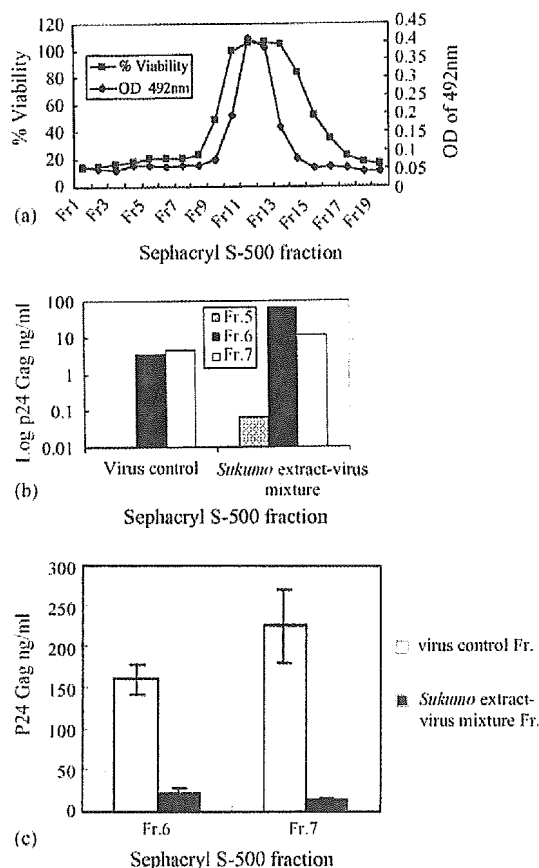 120
100
80
60
40
20
0
% Viability
% Viability
OD 492nm
0.45
0.4
0.35
0.3
0.25
0.2
0.15
0.1
0.05
0
OD of 492nm
Fr1
Fr3
Fr5
Fr7
Fr9
Fr11
Fr13
Fr15
Fr17
Fr19
(a)
Sephacryl S-500 fraction
100
10
1
0.1
0.01
Log p24 Gag ng/ml
Fr.5
Fr.6
Fr.7
Virus control
Sukumo extract-virus
mixture
(b)
Sephacryl S-500 fraction
300
250
200
150
100
50
0
P24 Gag ng/ml
virus control Fr.
Sukumo extract-
virus mixture Fr.
Fr.6
Fr.7
(c)
Sephacryl S-500 fraction